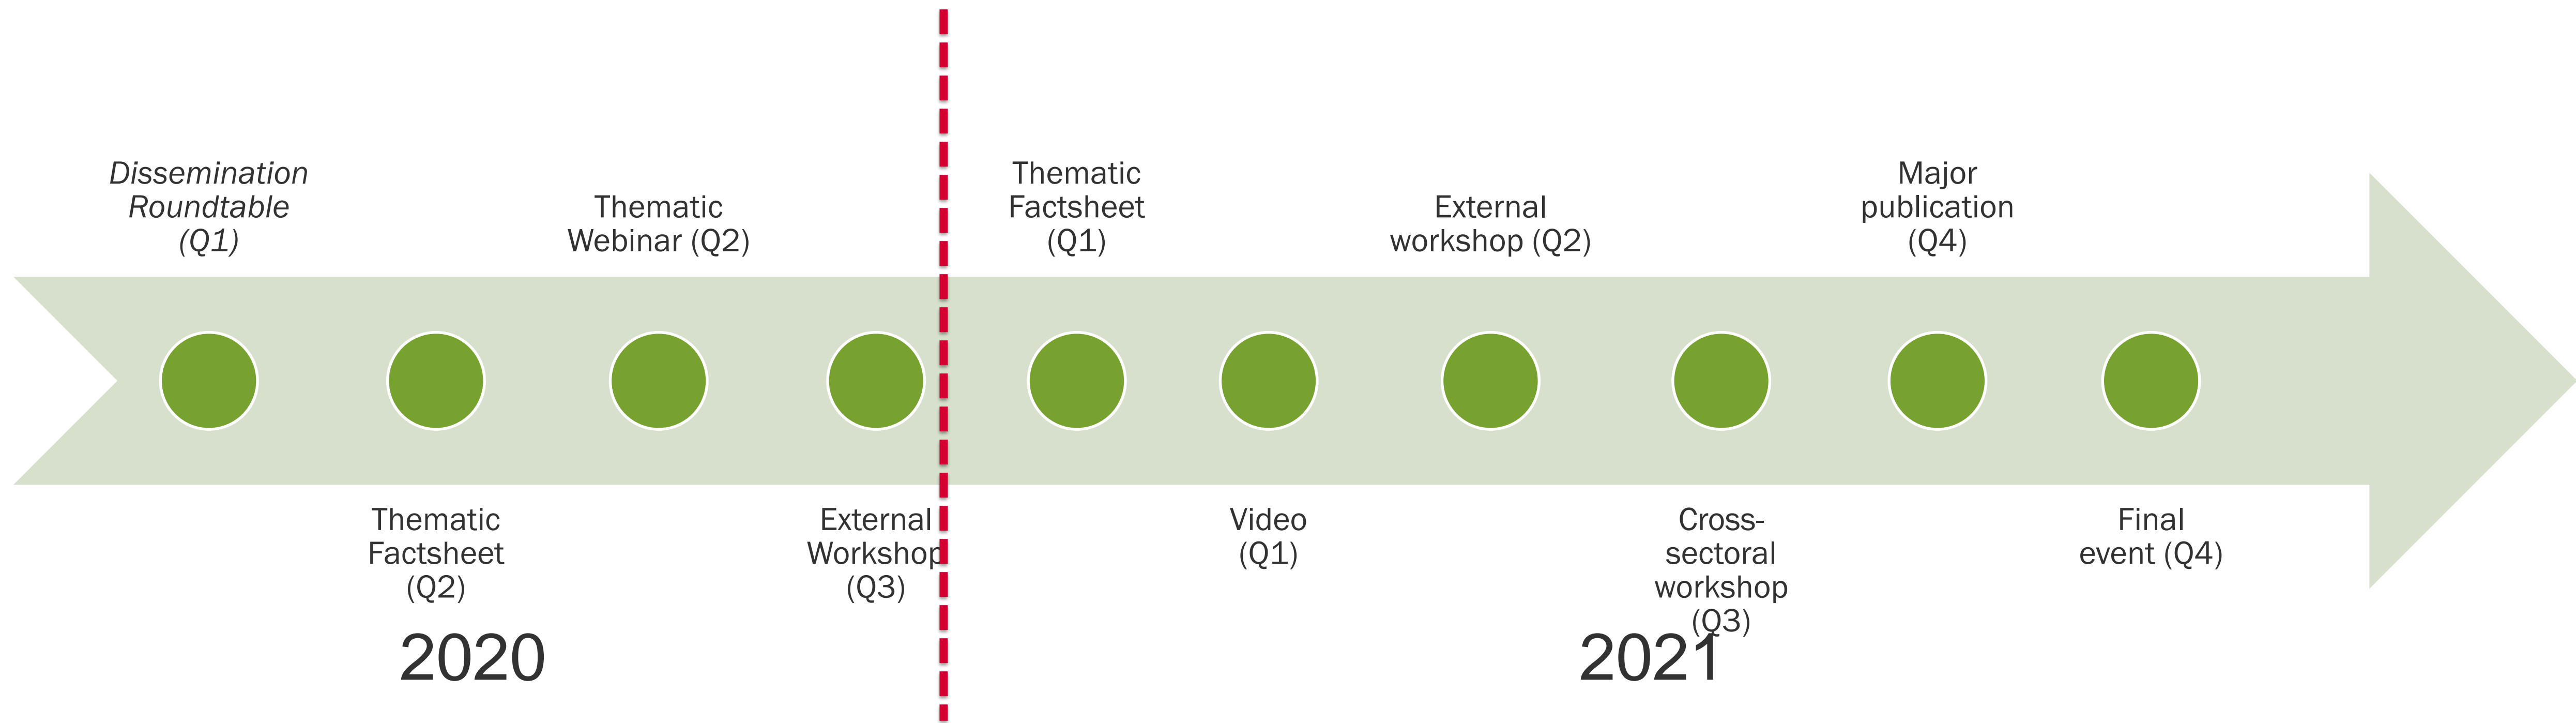 Dissemination
Roundtable
(Q1)
Thematic
Webinar (Q2)
Thematic
Factsheet
(Q1)
External
workshop (Q2)
Major
publication
(Q4)
Thematic
Factsheet
(Q2)
External
Workshop
(Q3)
Video
(Q1)
Cross-
sectoral
workshop
(Q3)
Final
event (Q4)
2020
2021